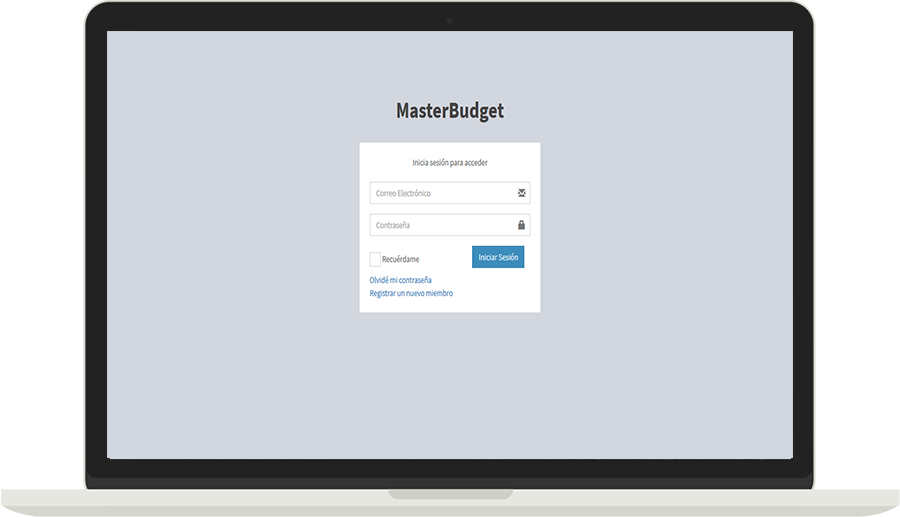 MasterBudget
Inicia sesión para acceder
Correo Electrónico
Contraseña
Recuérdame
Iniciar Sesión
Olvidé mi contraseña
Registrar un nuevo miembro